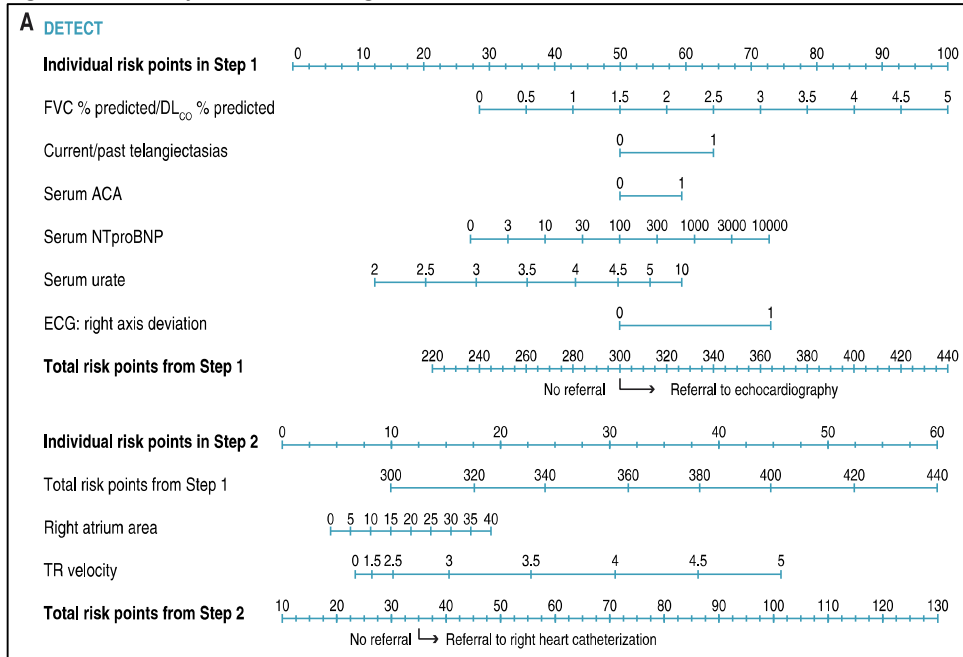 A DETECT
0 10 20 30 40 50 60 70 80 90 100
Individual risk points in Step 1
0 0.5 1 1.5 2 2.5 3 3.5 4 4.5 5
FVC % predicted/DLCO % predicted
0 1
Current/past telangiectasias
0 1
Serum ACA
0 3 10 30 100 300 1000 3000 10000
Serum NTproBNP
2 2.5 3 3.5 4 4.5 5 10
Serum urate
0 1
ECG: right axis deviation
220 240 260 280 300 320 340 360 380 400 420 440
Total risk points from Step 1
No referral Referral to echocardiography
0 10 20 30 40 50 60
Individual risk points in Step 2
300 320 340 360 380 400 420 440
Total risk points from Step 1
0 5 10 15 20 25 30 35 40
Right atrium area
0 1.5 2.5 3 3.5 4 4.5 5
TR velocity
10 20 30 40 50 60 70 80 90 100 110 120 130
Total risk points from Step 2
No referral Referral to right heart catheterization